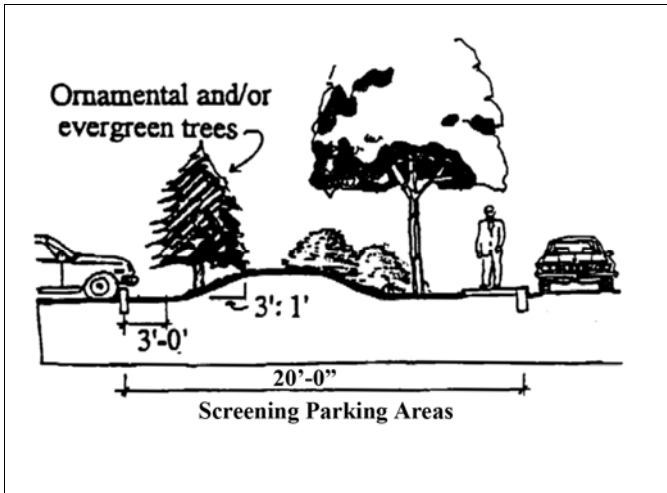 Ornamental and/or
evergreen trees
3': 1'
3'-0'
20’-0”
Screening Parking Areas